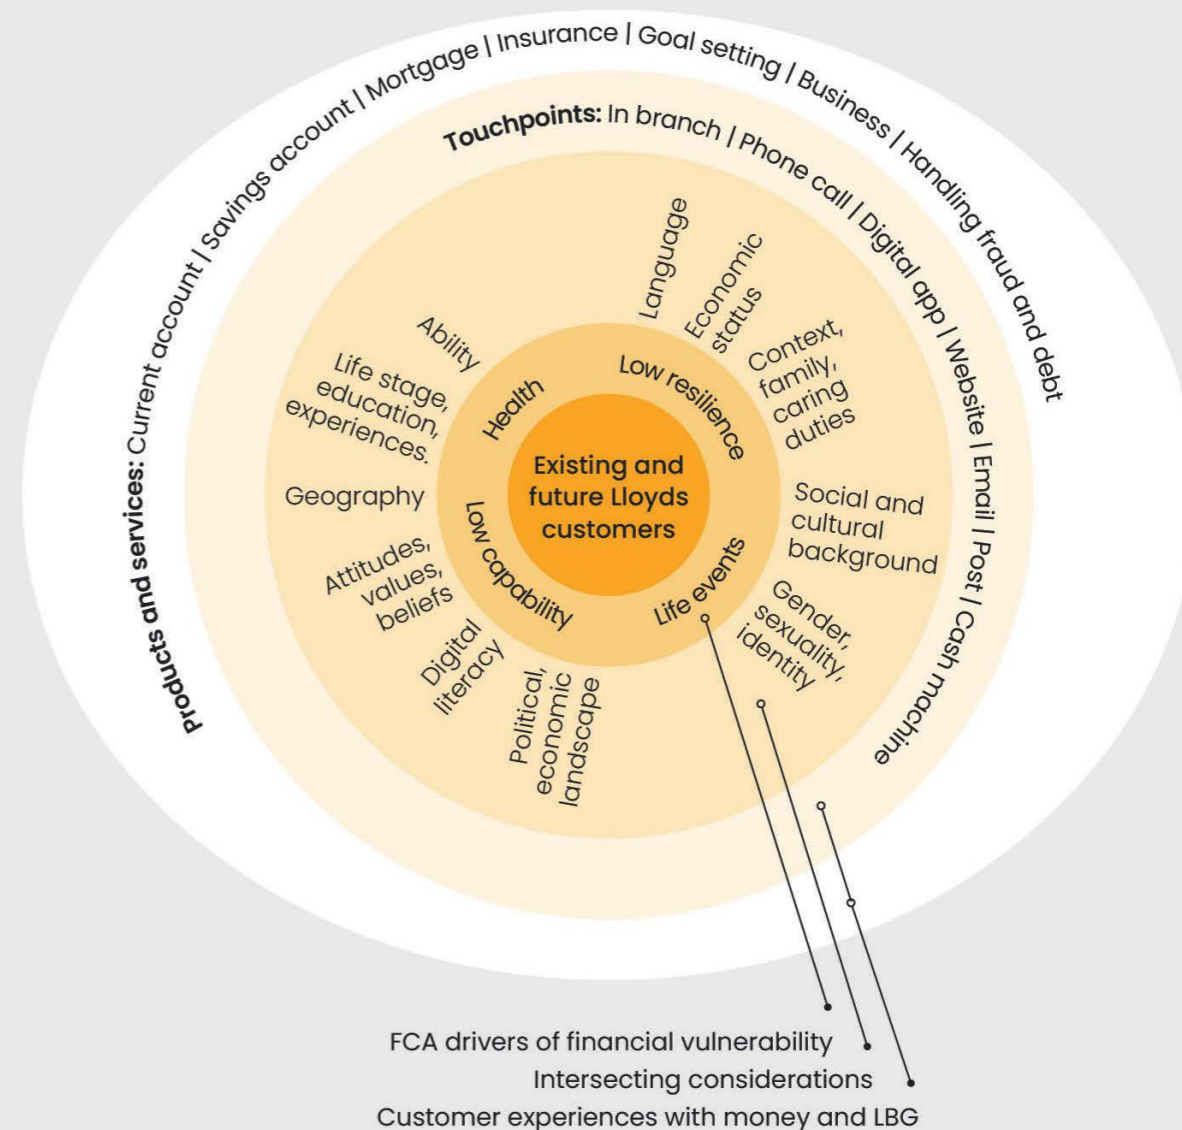 Products and services: Current account | Savings account | Mortgage | Insurance | Goal setting | Business | Handling fraud and debt
Touchpoints: In branch | Phone call | Digital app | Website | Email | Post | Cash machine
Language
Economic
status
Context,
family,
caring
duties
Social and
cultural
background
Gender,
sexuality,
identity
Political,
economic
landscape
Digital
literacy
Attitudes,
values,
beliefs
Geography
Life stage,
education,
experiences.
Ability
Health
Low resilience
Life events
Low capability
Existing and
future Lloyds
customers
FCA drivers of financial vulnerability
Intersecting considerations
Customer experiences with money and LBG